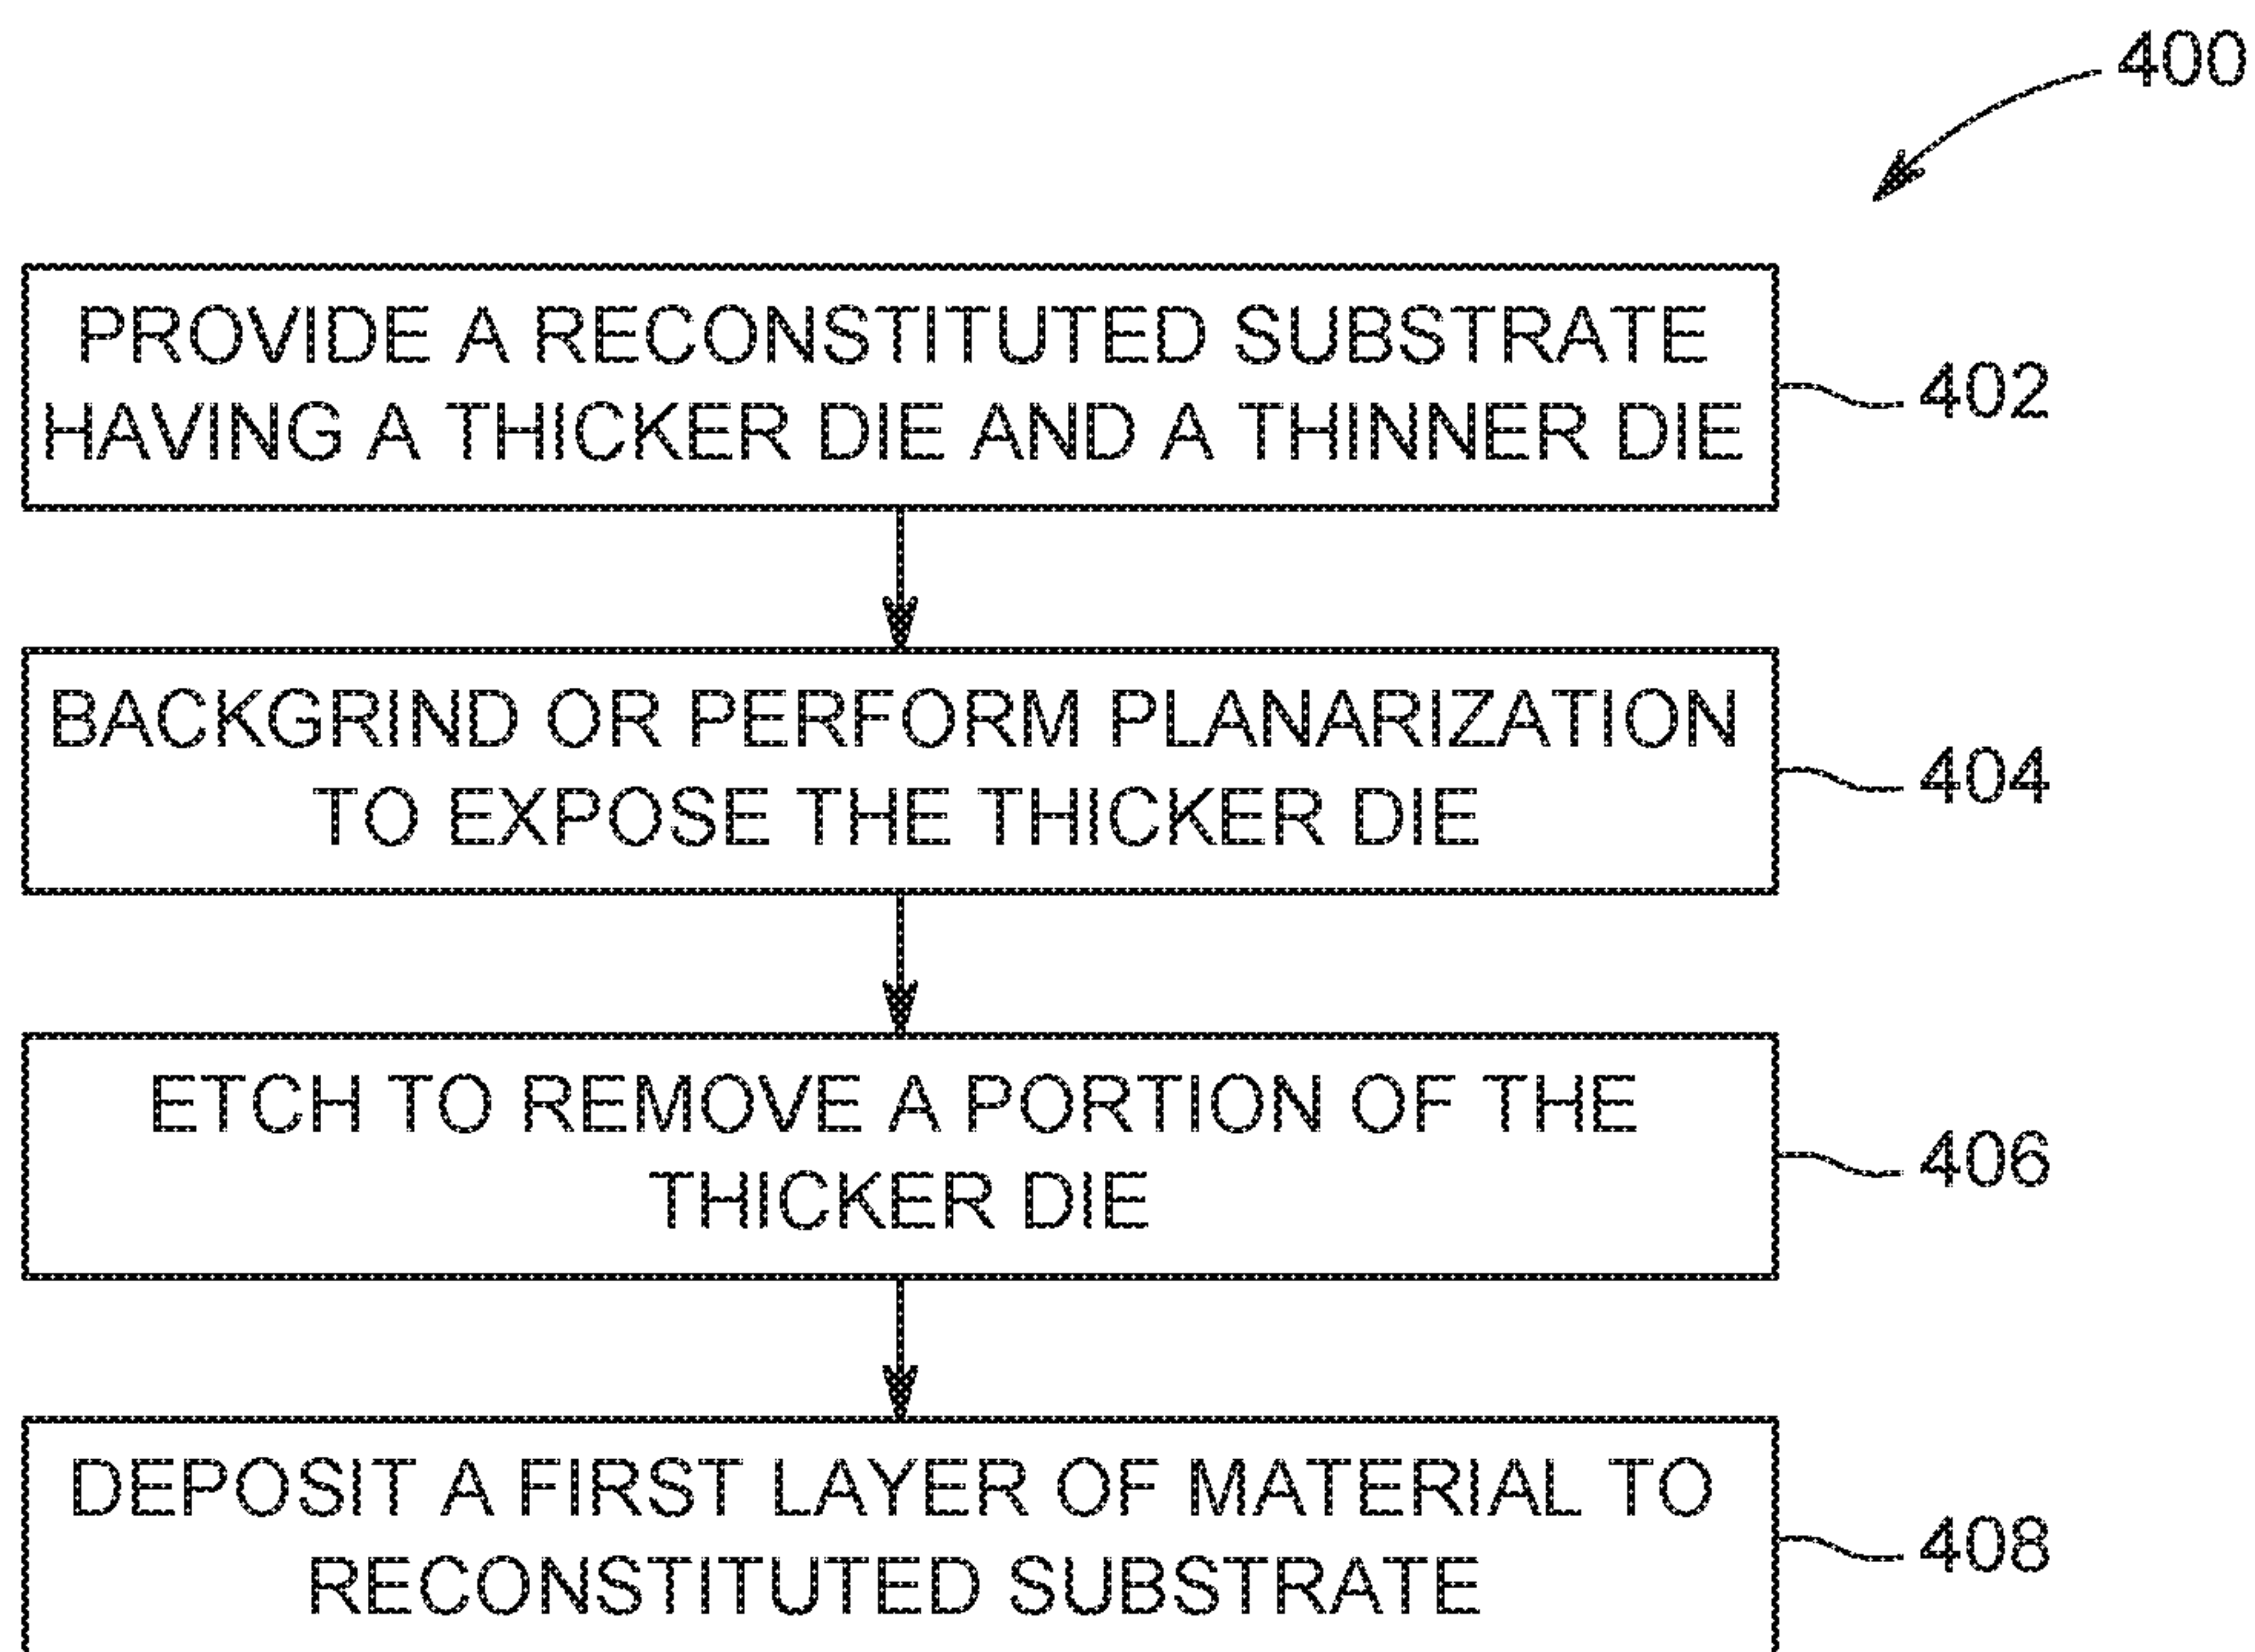 400
PROVIDE A RECONSTITUTED SUBSTRATE
HAVING A THICKER DIE AND A THINNER DIE
402
BACKGRIND OR PERFORM PLANARIZATION
TO EXPOSE THE THICKER DIE
404
ETCH TO REMOVE A PORTION OF THE
THICKER DIE
406
DEPOSIT A FIRST LAYER OF MATERIAL TO
RECONSTITUTED SUBSTRATE
408